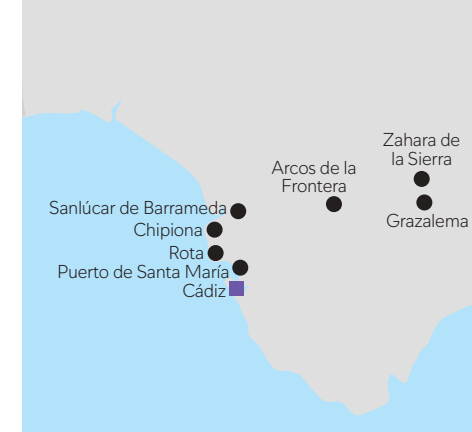 Zahara de
la Sierra
Arcos de la
Frontera
Grazalema
Sanlúcar de Barrameda
Chipiona
Rota
Puerto de Santa María
Cádiz